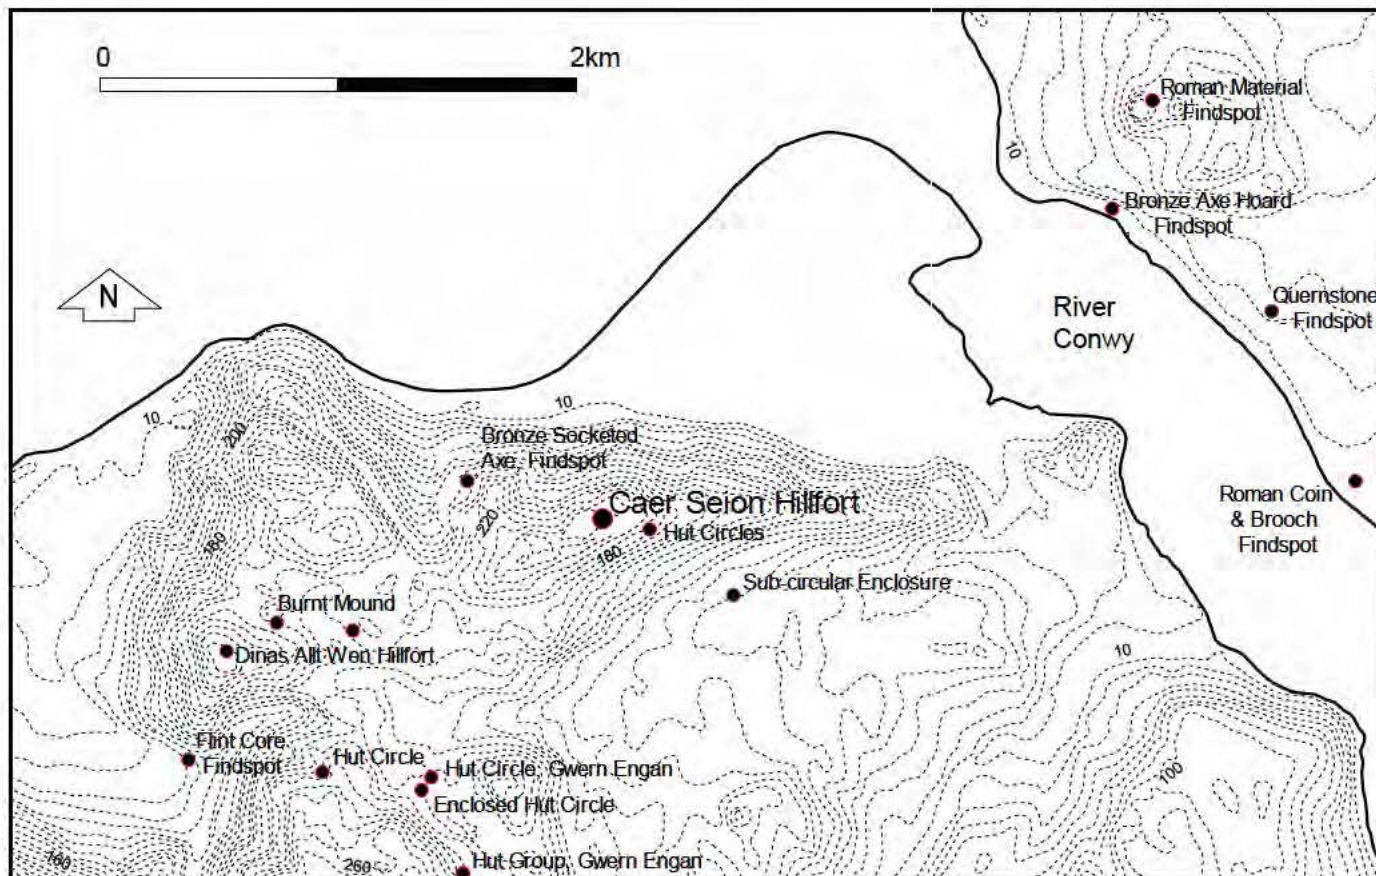 0 2km
Roman Material
Findspot
10
Bronze Axe Hoard
Findspot
N
Quernstone
Findspot
River
Conwy
10
10
200
Bronze Socketed
Axe, Findspot
Roman Coin
& Brooch
Findspot
Caer Seion Hillfort
220
Hut Circles
180
160
Sub-circular Enclosure
Burnt Mound
Dinas Allt Wen Hillfort
10
Flint Core
Findspot
Hut Circle
Hut Circle, Gwern Engan
100
Enclosed Hut Circle
160
260
Hut Group, Gwern Engan